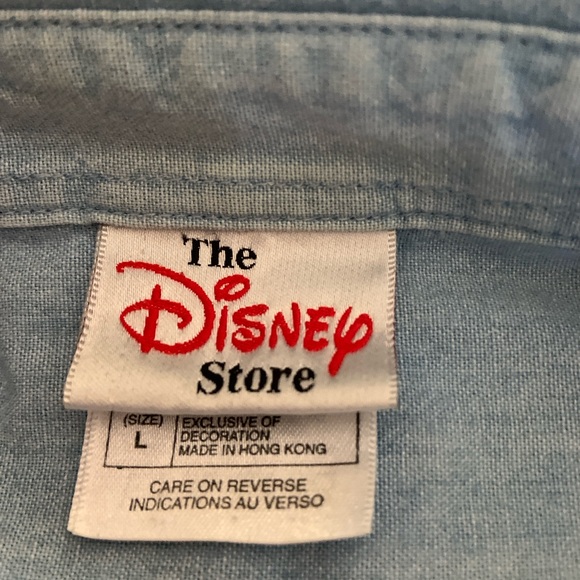 The
Disney
Store
(SIZE)
L
EXCLUSIVE OF
DECORATION
MADE IN HONG KONG
CARE ON REVERSE
INDICATIONS AU VERSO